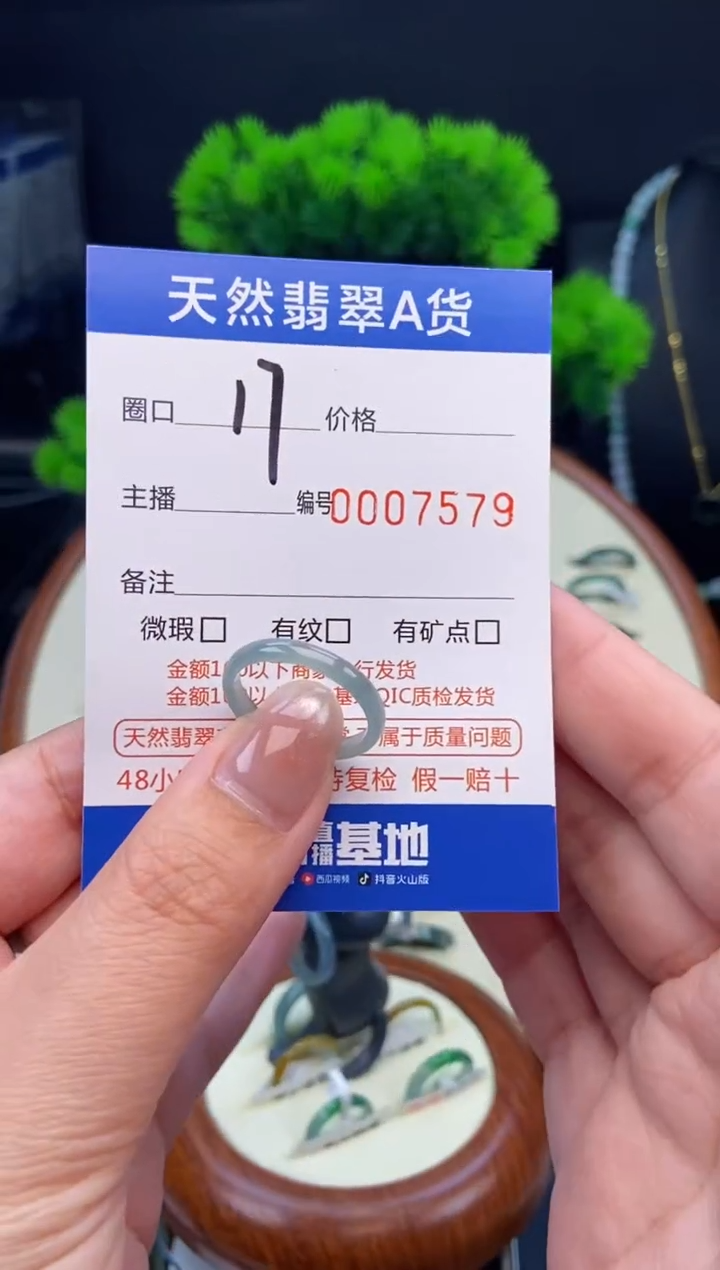 天然翡翠A货
圈口 17 价格
主播 编号0007579
备注
微瑕□ 有纹□ 有矿点□
金额1 以下商 行发货
金额1 以 基 QIC质检发货
天然翡翠 属于质量问题
48小 持复检 假一赔十
播基地
西瓜视频 抖音火山版